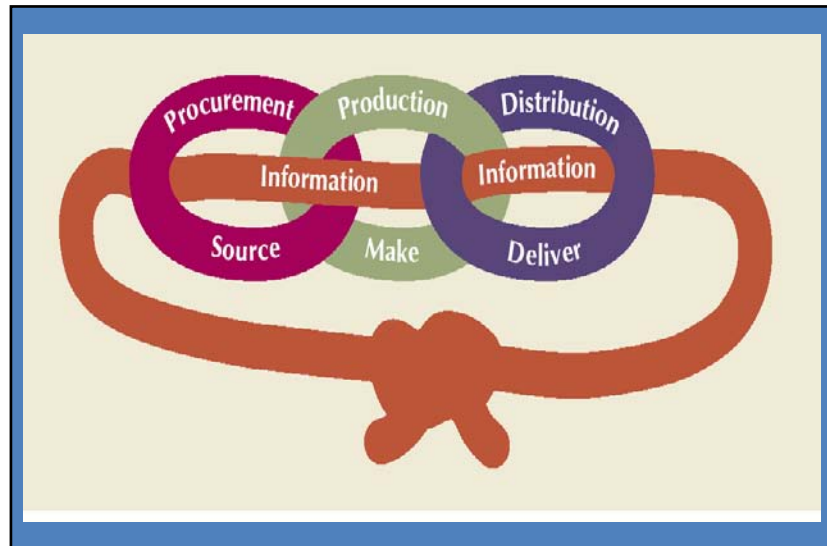 Procurement
Production
Distribution
Information
Information
Source
Make
Deliver